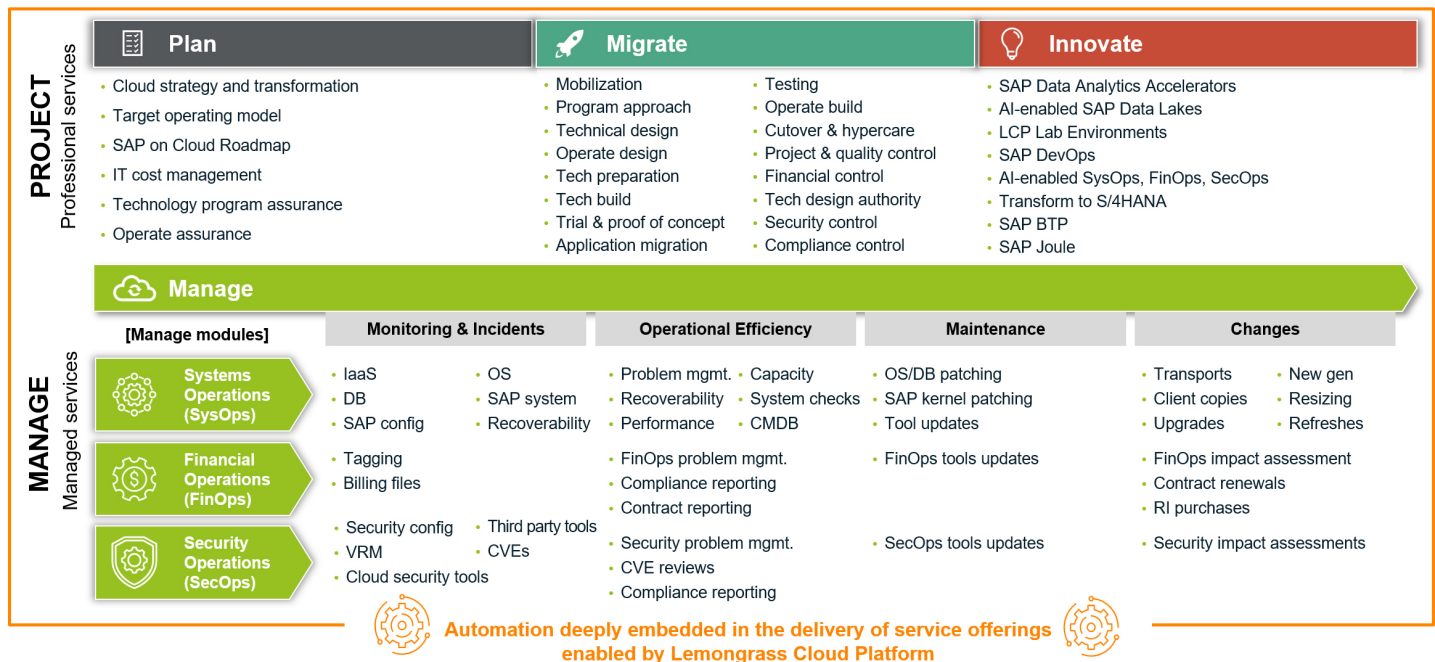 PROJECT
Professional services
Plan
• Cloud strategy and transformation
• Target operating model
• SAP on Cloud Roadmap
• IT cost management
• Technology program assurance
• Operate assurance
Migrate
• Mobilization
• Program approach
• Technical design
• Operate design
• Tech preparation
• Tech build
• Trial & proof of concept
• Application migration
• Testing
• Operate build
• Cutover & hypercare
• Project & quality control
• Financial control
• Tech design authority
• Security control
• Compliance control
Innovate
• SAP Data Analytics Accelerators
• AI-enabled SAP Data Lakes
• LCP Lab Environments
• SAP DevOps
• AI-enabled SysOps, FinOps, SecOps
• Transform to S/4HANA
• SAP BTP
• SAP Joule
MANAGE
Managed services
Manage
[Manage modules]
Monitoring & Incidents
Operational Efficiency
Maintenance
Changes
Systems
Operations
(SysOps)
• IaaS
• DB
• SAP config
• OS
• SAP system
• Recoverability
• Problem mgmt.
• Recoverability
• Performance
• Capacity
• System checks
• CMDB
• OS/DB patching
• SAP kernel patching
• Tool updates
• Transports
• Client copies
• Upgrades
• New gen
• Resizing
• Refreshes
Financial
Operations
(FinOps)
• Tagging
• Billing files
• FinOps problem mgmt.
• Compliance reporting
• Contract reporting
• FinOps tools updates
• FinOps impact assessment
• Contract renewals
• RI purchases
Security
Operations
(SecOps)
• Security config
• VRM
• Cloud security tools
• Third party tools
• CVEs
• Security problem mgmt.
• CVE reviews
• Compliance reporting
• SecOps tools updates
• Security impact assessments
Automation deeply embedded in the delivery of service offerings
enabled by Lemongrass Cloud Platform